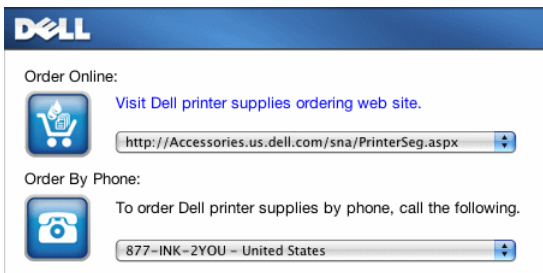 DELL
Order Online:
Visit Dell printer supplies ordering web site.
http://Accessories.us.dell.com/sna/PrinterSeg.aspx
Order By Phone:
To order Dell printer supplies by phone, call the following.
877-INK-2YOU - United States